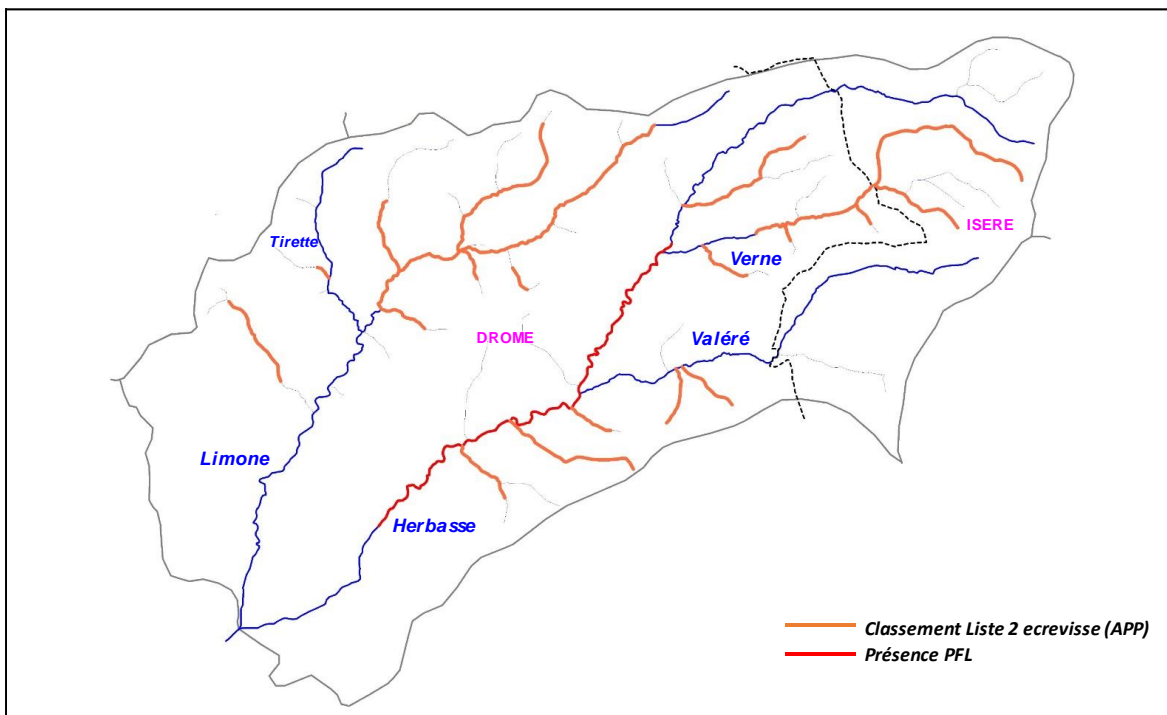 ISERE
Tirette
Verne
DROME
Valéré
Limone
Herbasse
Classement Liste 2 ecrevisse (APP)
Présence PFL